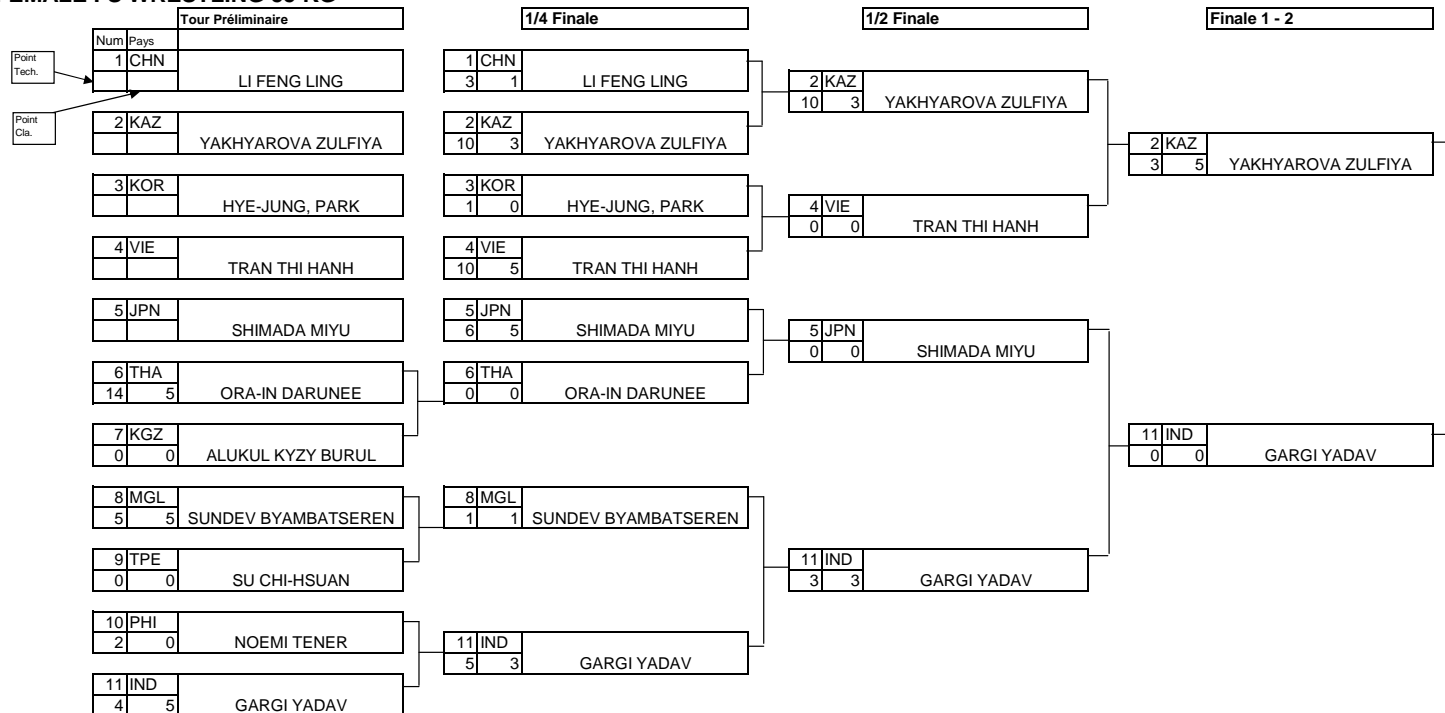 FEMALE FS WRESTLING KG
Tour Préliminaire 1/4 Finale 1/2 Finale Finale 1 - 2
Num Pays
Point
Tech.
Point
Cla.
1 CHN
LI FENG LING
2 KAZ
YAKHYAROVA ZULFIYA
3 KOR
HYE-JUNG, PARK
4 VIE
TRAN THI HANH
5 JPN
SHIMADA MIYU
6 THA
14 5 ORA-IN DARUNEE
7 KGZ
0 0 ALUKUL KYZY BURUL
8 MGL
5 5 SUNDEV BYAMBATSEREN
9 TPE
0 0 SU CHI-HSUAN
10 PHI
2 0 NOEMI TENER
11 IND
4 5 GARGI YADAV
1 CHN
3 1 LI FENG LING
2 KAZ
10 3 YAKHYAROVA ZULFIYA
3 KOR
1 0 HYE-JUNG, PARK
4 VIE
10 5 TRAN THI HANH
5 JPN
6 5 SHIMADA MIYU
6 THA
0 0 ORA-IN DARUNEE
8 MGL
1 1 SUNDEV BYAMBATSEREN
11 IND
5 3 GARGI YADAV
2 KAZ
10 3 YAKHYAROVA ZULFIYA
4 VIE
0 0 TRAN THI HANH
5 JPN
0 0 SHIMADA MIYU
11 IND
3 3 GARGI YADAV
2 KAZ
3 5 YAKHYAROVA ZULFIYA
11 IND
0 0 GARGI YADAV